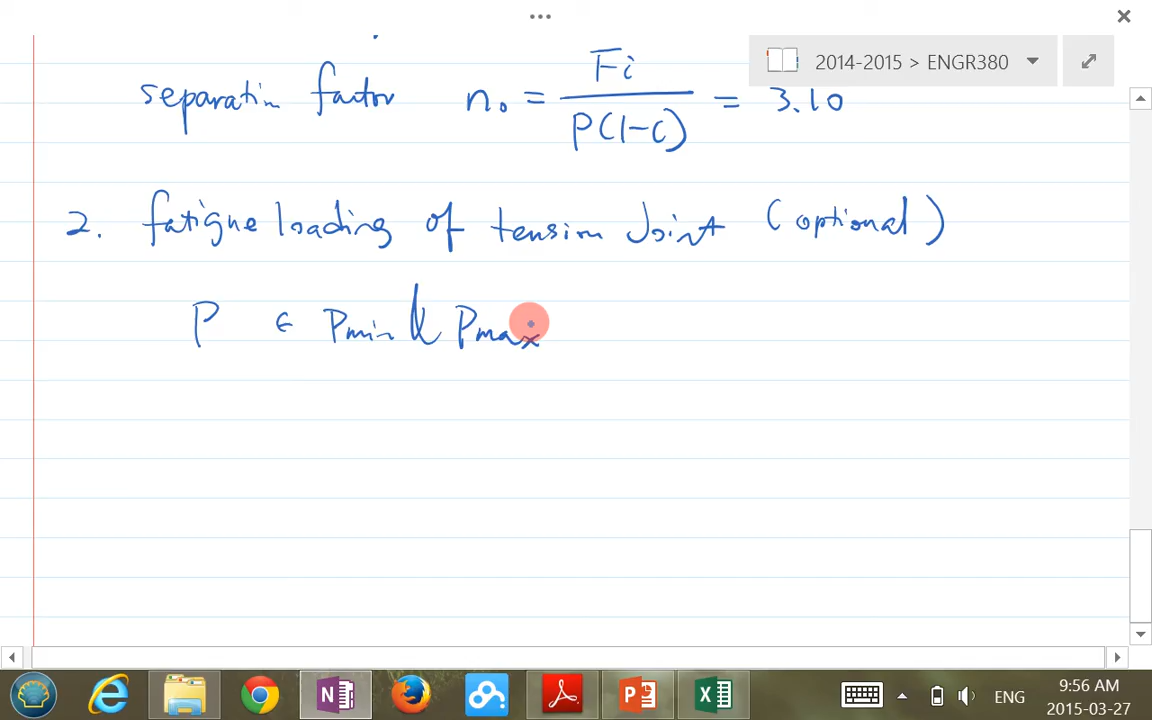 2014-2015 > ENGR380
separatin factor n₀ = Fi / P(1-C) = 3.10
2. fatigue loading of tension Joint (optional)
P ∈ Pmin & Pmax
ENG
9:56 AM
2015-03-27